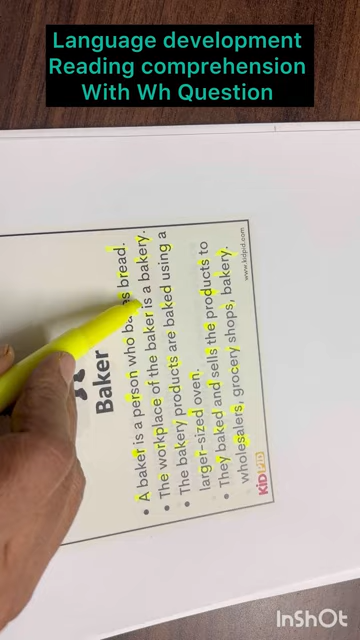 Language development
Reading comprehension
With Wh Question
Baker
• A baker is a person who bakes bread.
• The workplace of the baker is a bakery.
• The bakery products are baked using a
larger-sized oven.
• They baked and sells the products to
wholesalers, grocery shops, bakery.
KiDPiD
www.kidpid.com
InShOt